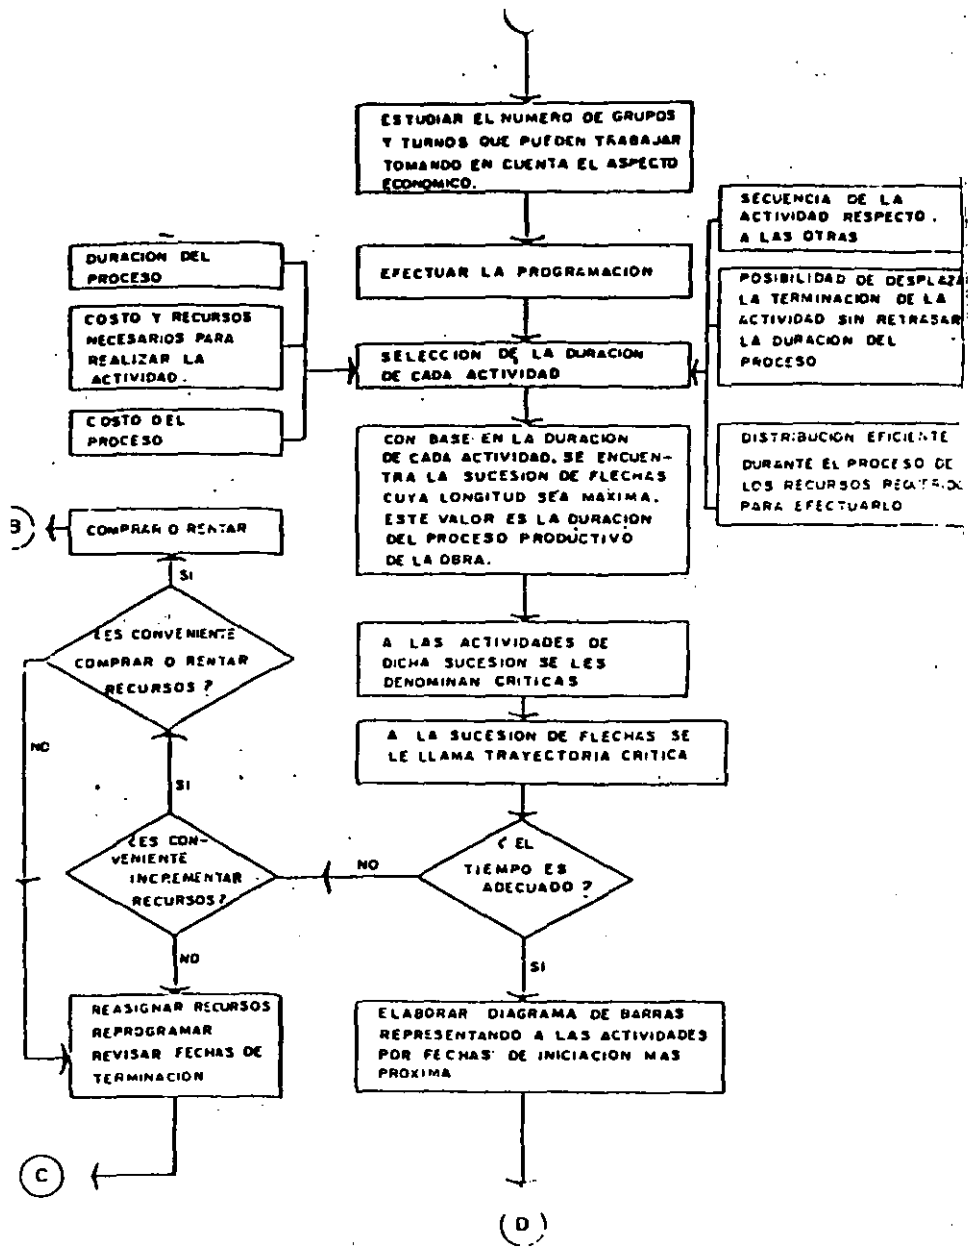 ESTUDIAR EL NUMERO DE GRUPOS
Y TURNOS QUE PUEDEN TRABAJAR
TOMANDO EN CUENTA EL ASPECTO
ECONOMICO.
EFECTUAR LA PROGRAMACION
DURACION DEL
PROCESO
COSTO Y RECURSOS
NECESARIOS PARA
REALIZAR LA
ACTIVIDAD.
COSTO DEL
PROCESO
SELECCION DE LA DURACION
DE CADA ACTIVIDAD
SECUENCIA DE LA
ACTIVIDAD RESPECTO
A LAS OTRAS
POSIBILIDAD DE DESPLAZA
LA TERMINACION DE LA
ACTIVIDAD SIN RETRASAR
LA DURACION DEL
PROCESO
DISTRIBUCIÓN EFICIENTE
DURANTE EL PROCESO DE
LOS RECURSOS REQUERIDO
PARA EFECTUARLO
CON BASE EN LA DURACION
DE CADA ACTIVIDAD, SE ENCUEN-
TRA LA SUCESION DE FLECHAS
CUYA LONGITUD SEA MAXIMA.
ESTE VALOR ES LA DURACION
DEL PROCESO PRODUCTIVO
DE LA OBRA.
A LAS ACTIVIDADES DE
DICHA SUCESION SE LES
DENOMINAN CRITICAS
A LA SUCESION DE FLECHAS SE
LE LLAMA TRAYECTORIA CRITICA
¿ EL
TIEMPO ES
ADECUADO ?
NO
SI
¿ES CON-
VENIENTE
INCREMENTAR
RECURSOS?
SI
NO
¿ES CONVENIENTE
COMPRAR O RENTAR
RECURSOS ?
SI
NO
COMPRAR O RENTAR
B
REASIGNAR RECURSOS
REPROGRAMAR
REVISAR FECHAS DE
TERMINACION
C
ELABORAR DIAGRAMA DE BARRAS
REPRESENTANDO A LAS ACTIVIDADES
POR FECHAS DE INICIACION MAS
PROXIMA
D